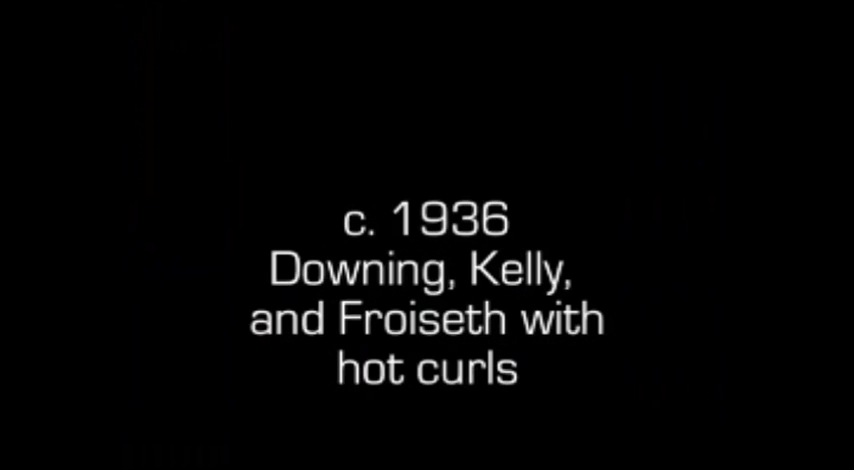 c. 1936
Downing, Kelly,
and Froiseth with
hot curls